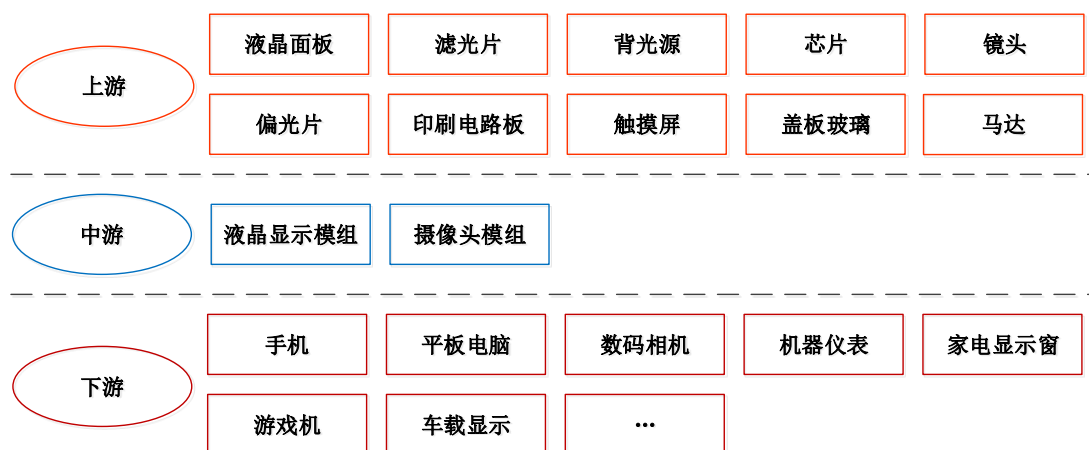 上游
液晶面板
滤光片
背光源
芯片
镜头
偏光片
印刷电路板
触摸屏
盖板玻璃
马达
中游
液晶显示模组
摄像头模组
下游
手机
平板电脑
数码相机
机器仪表
家电显示窗
游戏机
车载显示
...